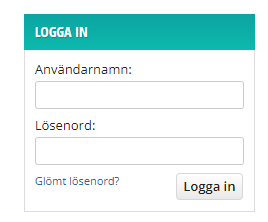 LOGGA IN
Användarnamn:
Lösenord:
Glömt lösenord?
Logga in